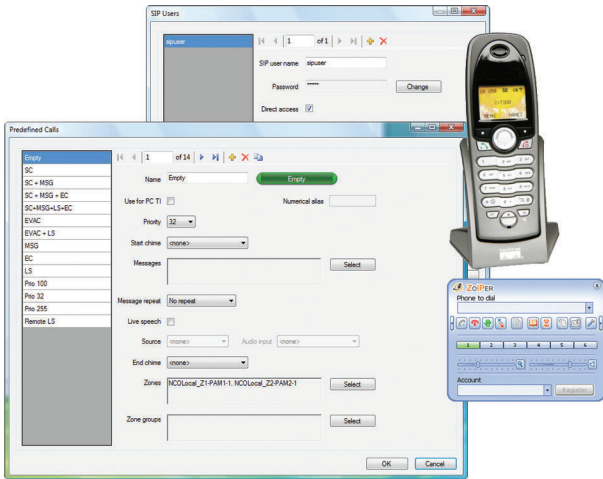 SIP Users
sipuser
1 of 1
SIP user name sipuser
Password *****
Change
Direct access
Predefined Calls
Empty
SC
SC + MSG
SC + MSG + EC
SC+MSG+LS+EC
EVAC
EVAC + LS
MSG
EC
LS
Prio 100
Prio 32
Prio 255
Remote LS
1 of 14
Name Empty
Empty
Use for PC TI
Numerical alias
Priority 32
Start chime <none>
Messages
Select
Message repeat No repeat
Live speech
Source <none>
Audio input <none>
End chime <none>
Zones NCOLocal_Z1-PAM1-1, NCOLocal_Z2-PAM2-1
Select
Zone groups
Select
OK Cancel
MENU
ZOIPER
Phone to dial
1 2 3 4 5 6
Account
Register